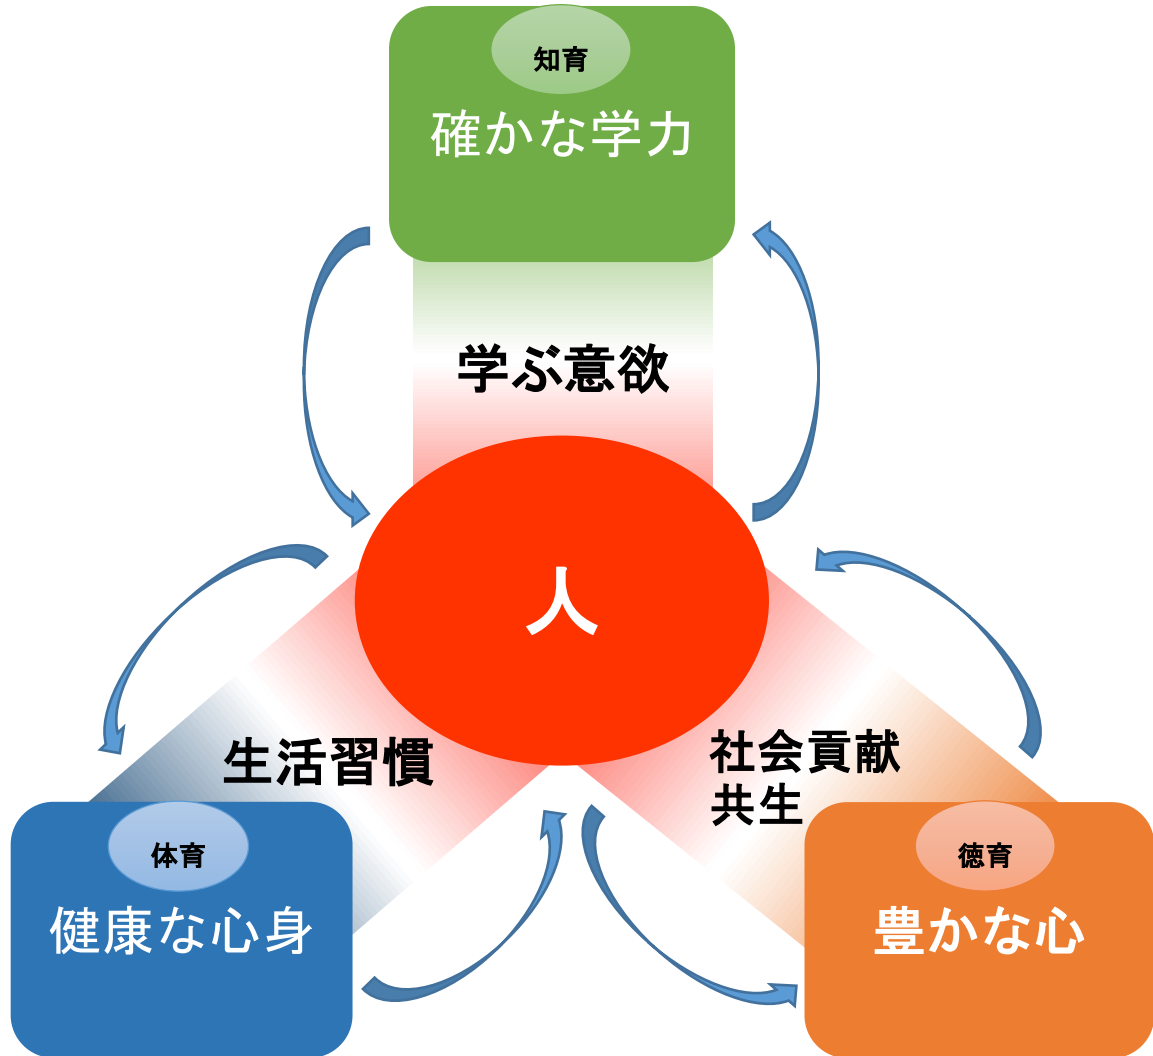 知育
確かな学力
学ぶ意欲
人
生活習慣
社会貢献
共生
体育
健康な心身
徳育
豊かな心